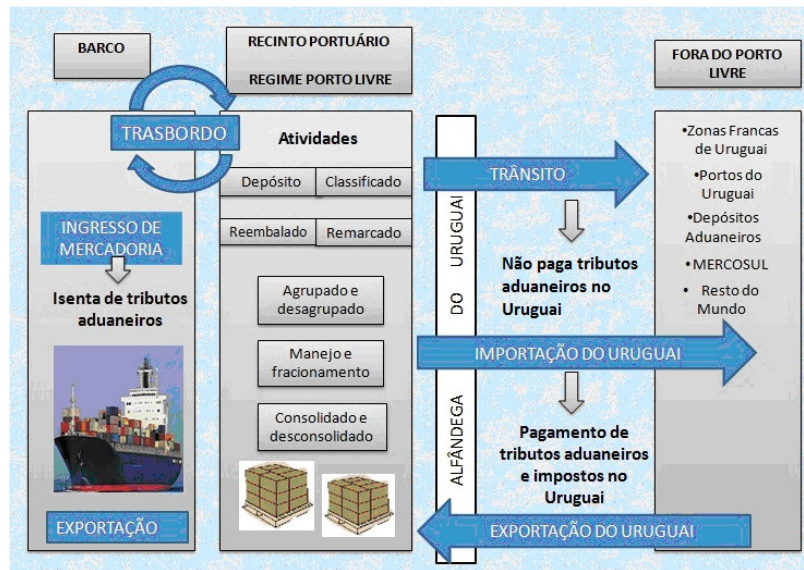 BARCO
RECINTO PORTUÁRIO
REGIME PORTO LIVRE
FORA DO PORTO
LIVRE
TRASBORDO
Atividades
Depósito
Classificado
Reembalado
Remarcado
Agrupado e
desagrupado
Manejo e
fracionamento
Consolidado e
desconsolidado
INGRESSO DE
MERCADORIA
Isenta de tributos
aduaneiros
EXPORTAÇÃO
ALFÂNDEGA DO URUGUAI
TRÂNSITO
Não paga tributos
aduaneiros no
Uruguai
IMPORTAÇÃO DO URUGUAI
Pagamento de
tributos aduaneiros
e impostos no
Uruguai
EXPORTAÇÃO DO URUGUAI
•Zonas Francas
de Uruguai
•Portos do
Uruguai
•Depósitos
Aduaneiros
•MERCOSUL
• Resto do
Mundo